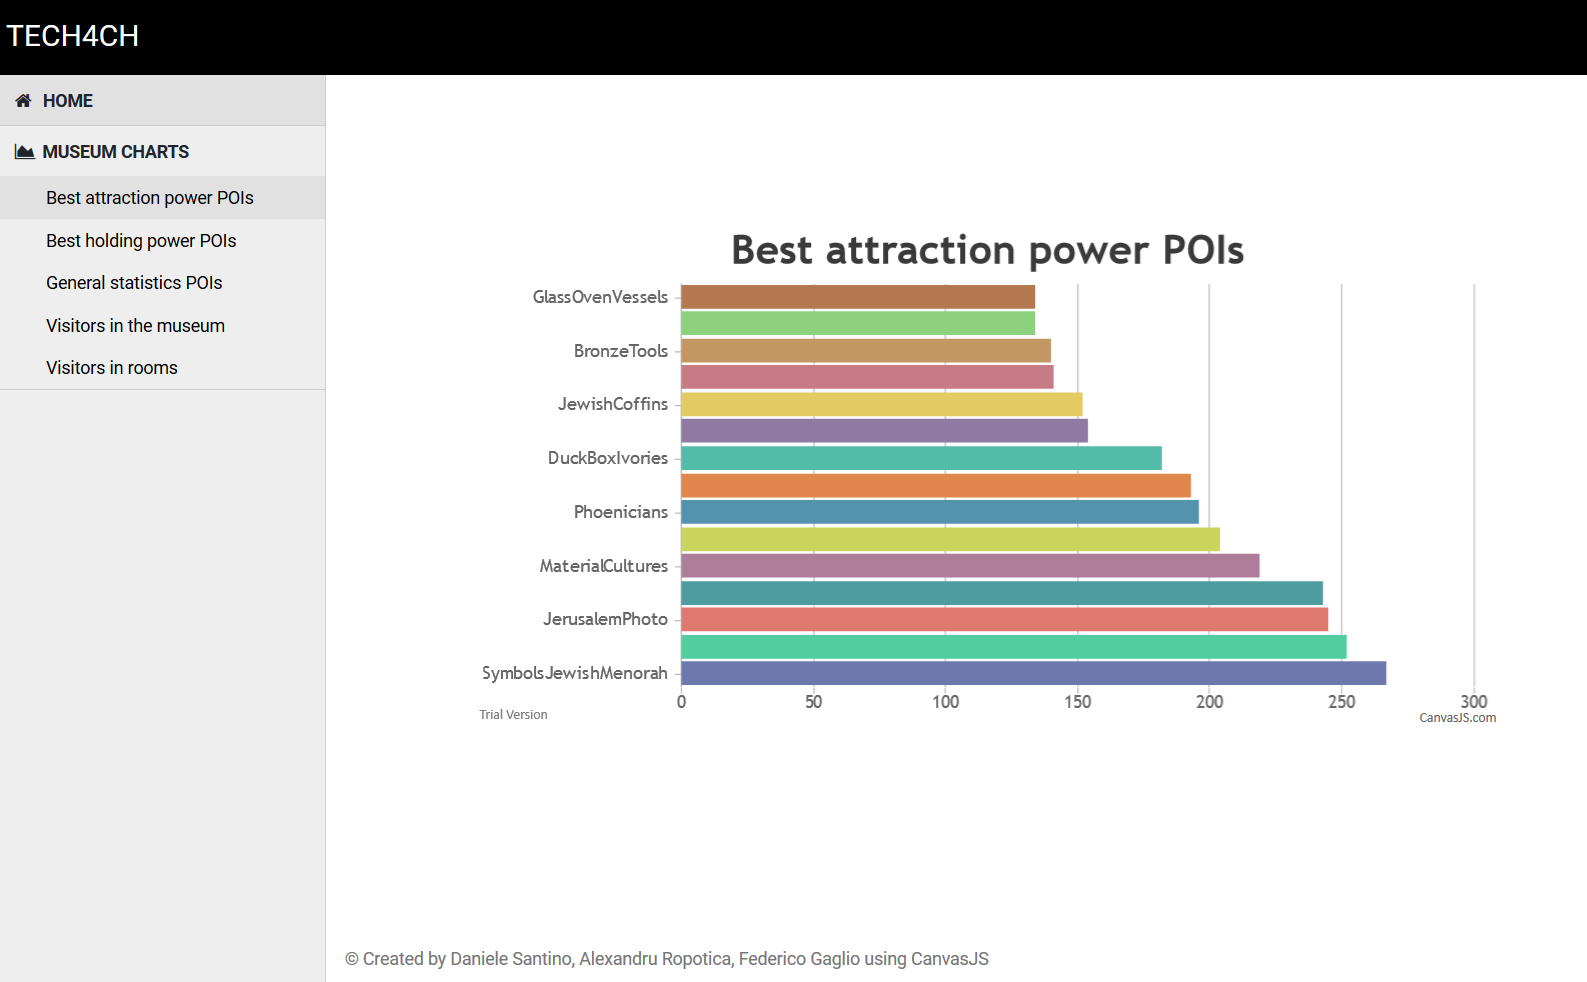 TECH4CH
HOME
MUSEUM CHARTS
Best attraction power POIs
Best holding power POIs
General statistics POIs
Visitors in the museum
Visitors in rooms
Best attraction power POIs
GlassOvenVessels
BronzeTools
JewishCoffins
DuckBoxIvories
Phoenicians
MaterialCultures
JerusalemPhoto
SymbolsJewishMenorah
0 50 100 150 200 250 300
Trial Version
CanvasJS.com
© Created by Daniele Santino, Alexandru Ropotica, Federico Gaglio using CanvasJS